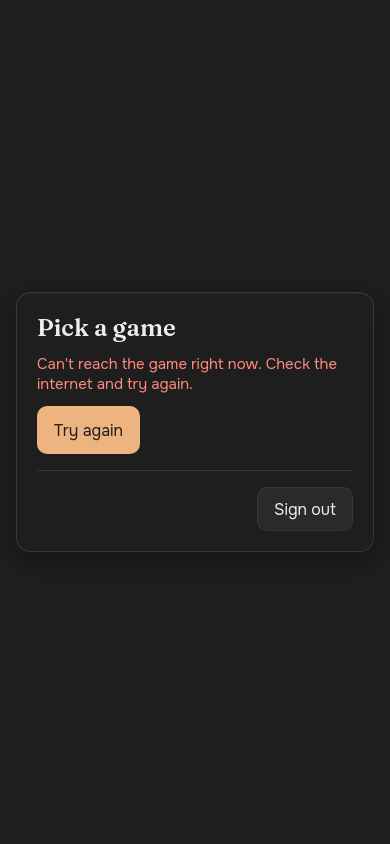 Pick a game
Can't reach the game right now. Check the
internet and try again.
Try again
Sign out